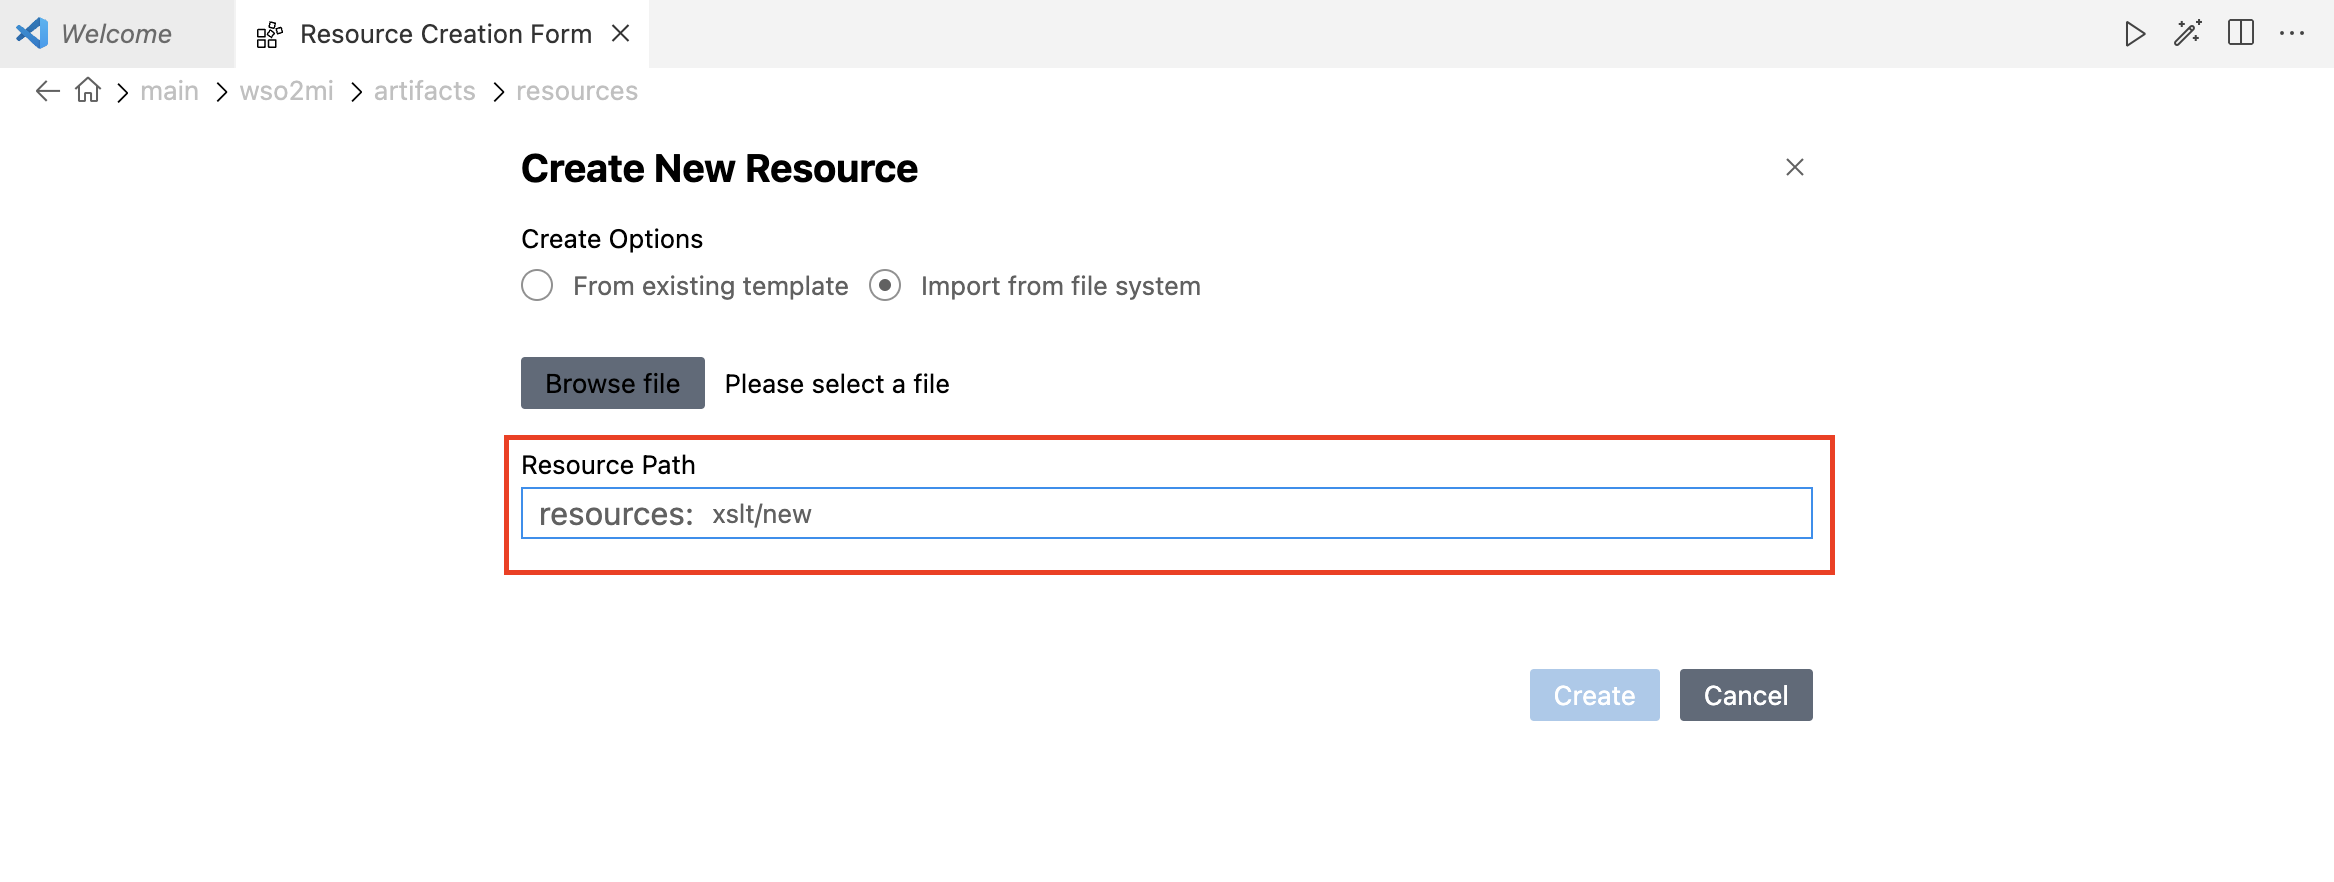 Welcome
Resource Creation Form
main wso2mi artifacts resources
Create New Resource
Create Options
From existing template Import from file system
Browse file Please select a file
Resource Path
resources: xslt/new
Create Cancel